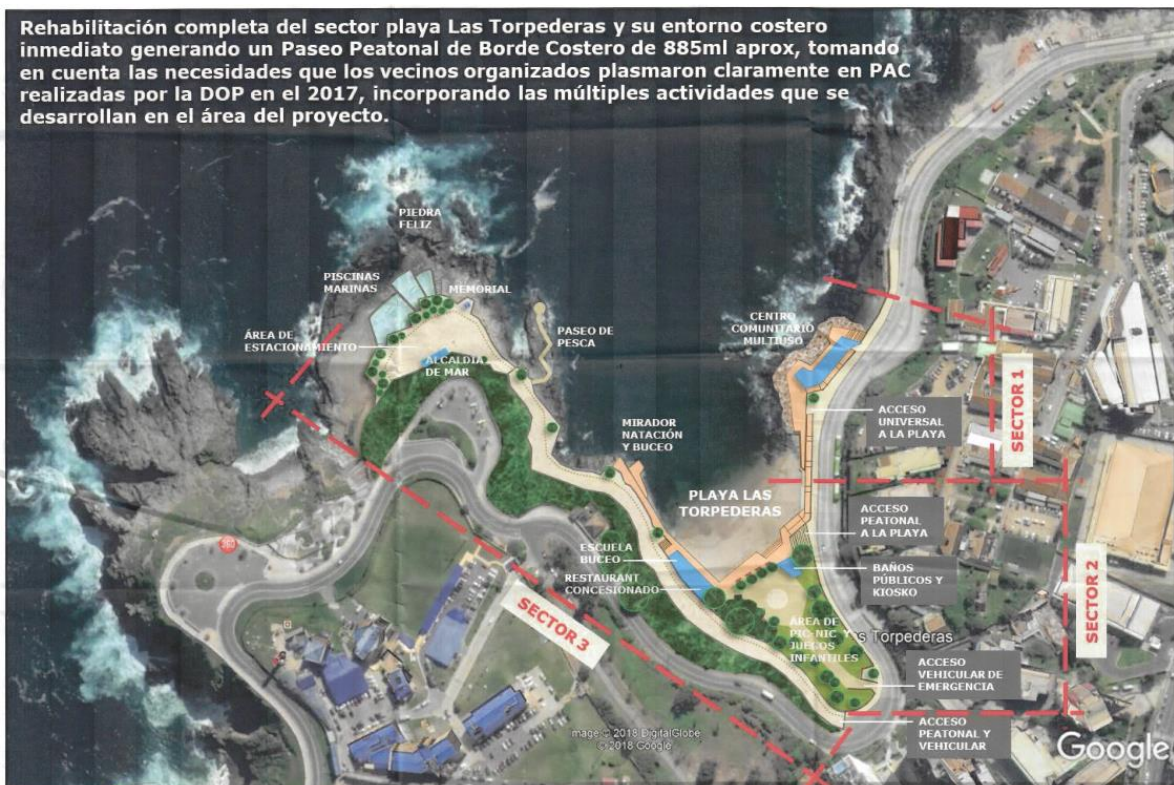 Rehabilitación completa del sector playa Las Torpederas y su entorno costero
inmediato generando un Paseo Peatonal de Borde Costero de 885ml aprox, tomando
en cuenta las necesidades que los vecinos organizados plasmaron claramente en PAC
realizadas por la DOP en el 2017, incorporando las múltiples actividades que se
desarrollan en el área del proyecto.
PIEDRA
FELIZ
PISCINAS
MARINAS
MEMORIAL
ÁREA DE
ESTACIONAMIENTO
ALCALDÍA
DE MAR
PASEO DE
PESCA
CENTRO
COMUNITARIO
MULTIUSO
SECTOR 1
ACCESO
UNIVERSAL
A LA PLAYA
MIRADOR
NATACIÓN
Y BUCEO
PLAYA LAS
TORPEDERAS
ACCESO
PEATONAL
A LA PLAYA
ESCUELA
BUCEO
RESTAURANT
CONCESIONADO
BAÑOS
PÚBLICOS Y
KIOSKO
SECTOR 2
SECTOR 3
ÁREA DE
PIC-NIC Y
JUEGOS
INFANTILES
s Torpederas
ACCESO
VEHICULAR DE
EMERGENCIA
ACCESO
PEATONAL Y
VEHICULAR
360
Image © 2018 DigitalGlobe
© 2018 Google
Google